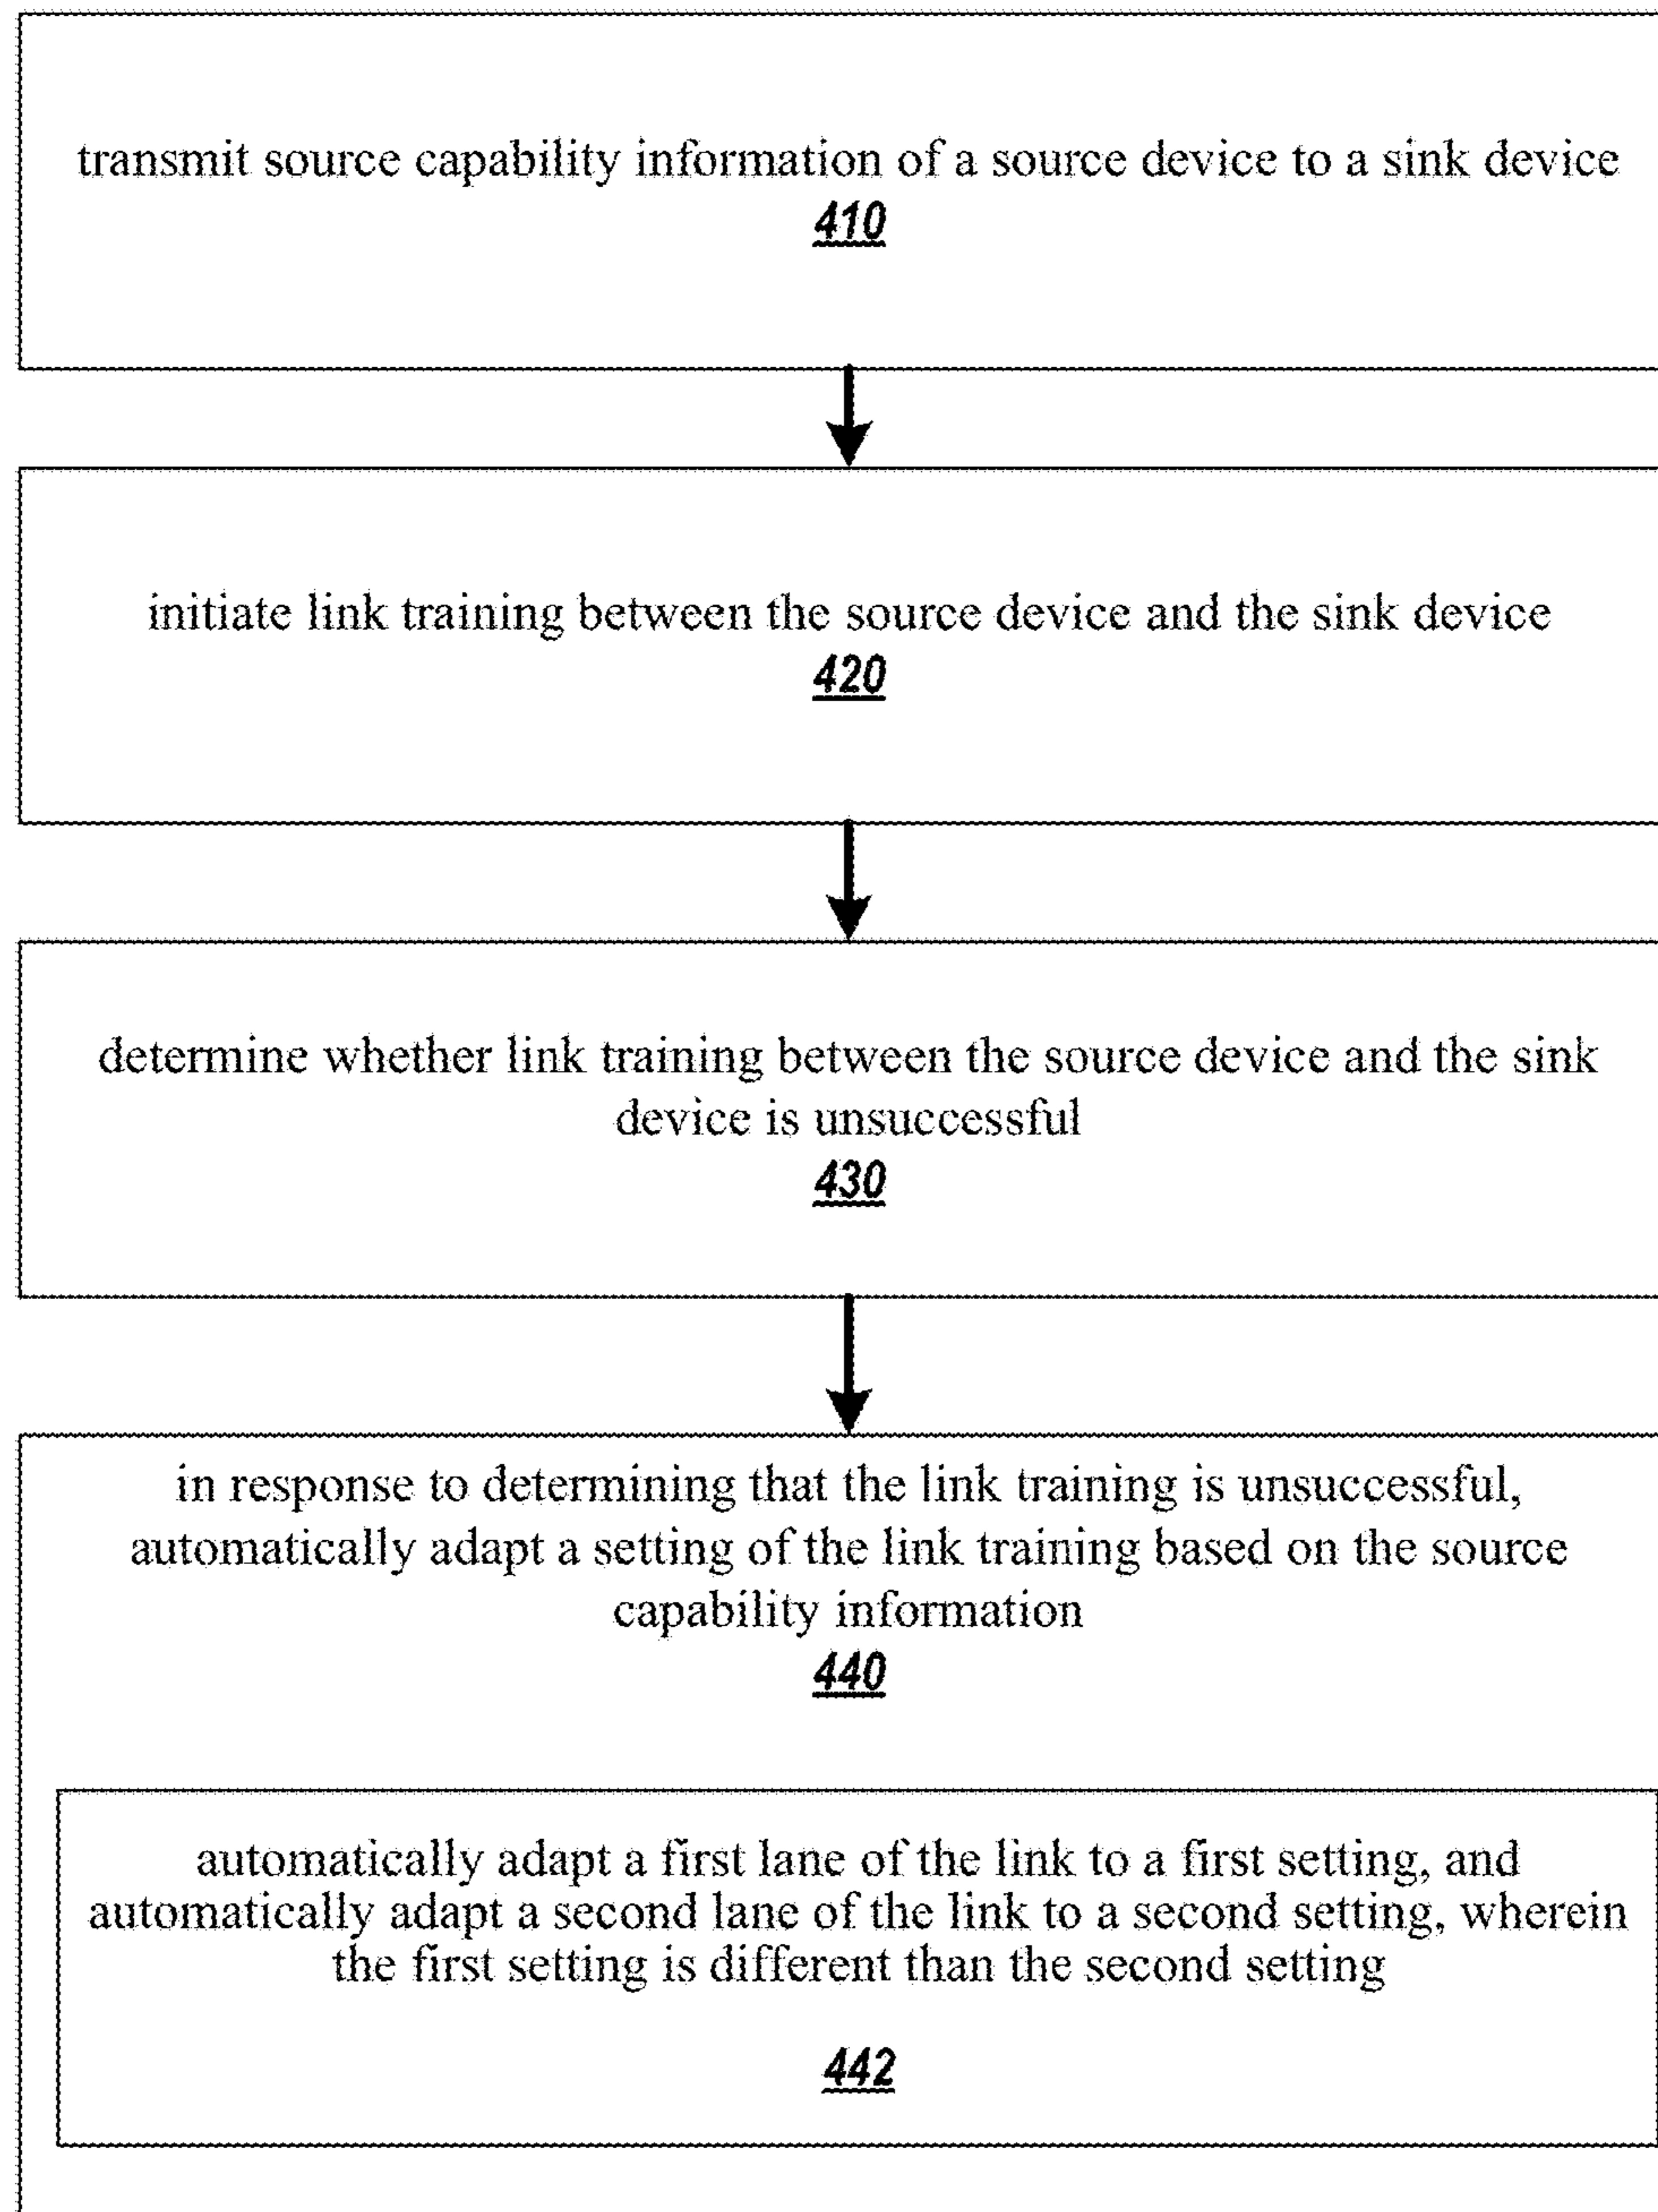 transmit source capability information of a source device to a sink device
410
initiate link training between the source device and the sink device
420
determine whether link training between the source device and the sink
device is unsuccessful
430
in response to determining that the link training is unsuccessful,
automatically adapt a setting of the link training based on the source
capability information
440
automatically adapt a first lane of the link to a first setting, and
automatically adapt a second lane of the link to a second setting, wherein
the first setting is different than the second setting
442